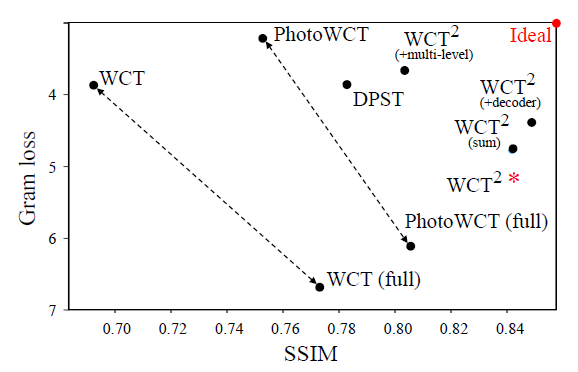 Ideal
PhotoWCT
WCT²
(+multi-level)
WCT
DPST
WCT²
(+decoder)
WCT²
(sum)
WCT² *
PhotoWCT (full)
WCT (full)
Gram loss
4
5
6
7
0.70 0.72 0.74 0.76 0.78 0.80 0.82 0.84
SSIM